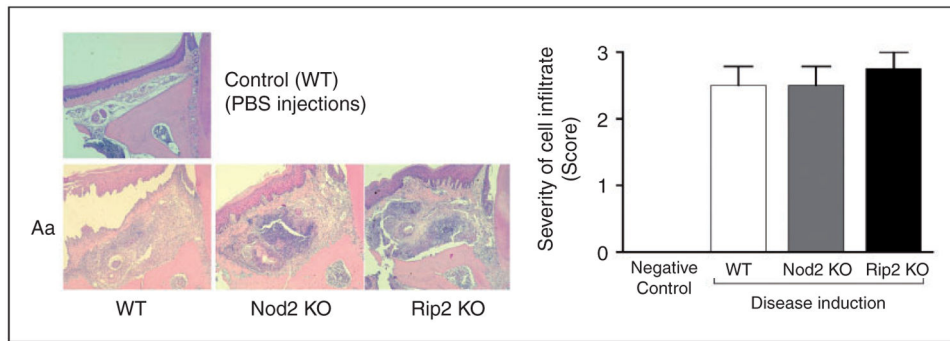 Control (WT)
(PBS injections)
Aa
WT
Nod2 KO
Rip2 KO
Severity of cell infiltrate
(Score)
3
2
1
0
Negative
Control
WT
Nod2 KO
Rip2 KO
Disease induction